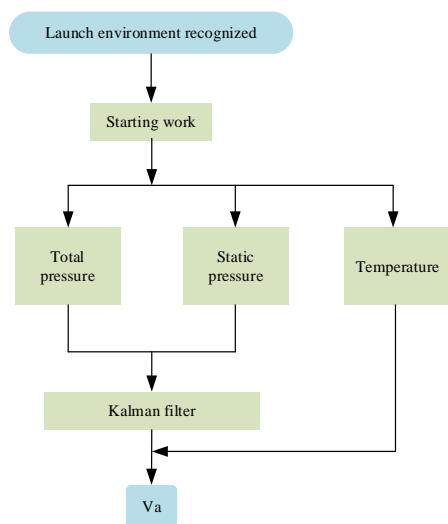 Launch environment recognized
Starting work
Total
pressure
Static
pressure
Temperature
Kalman filter
Va